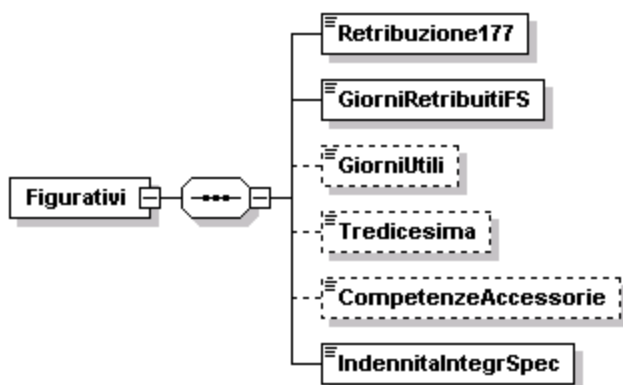 Retribuzione177
GiorniRetribuitiFS
GiorniUtili
Figurativi
Tredicesima
CompetenzeAccessorie
IndennitaIntegrSpec